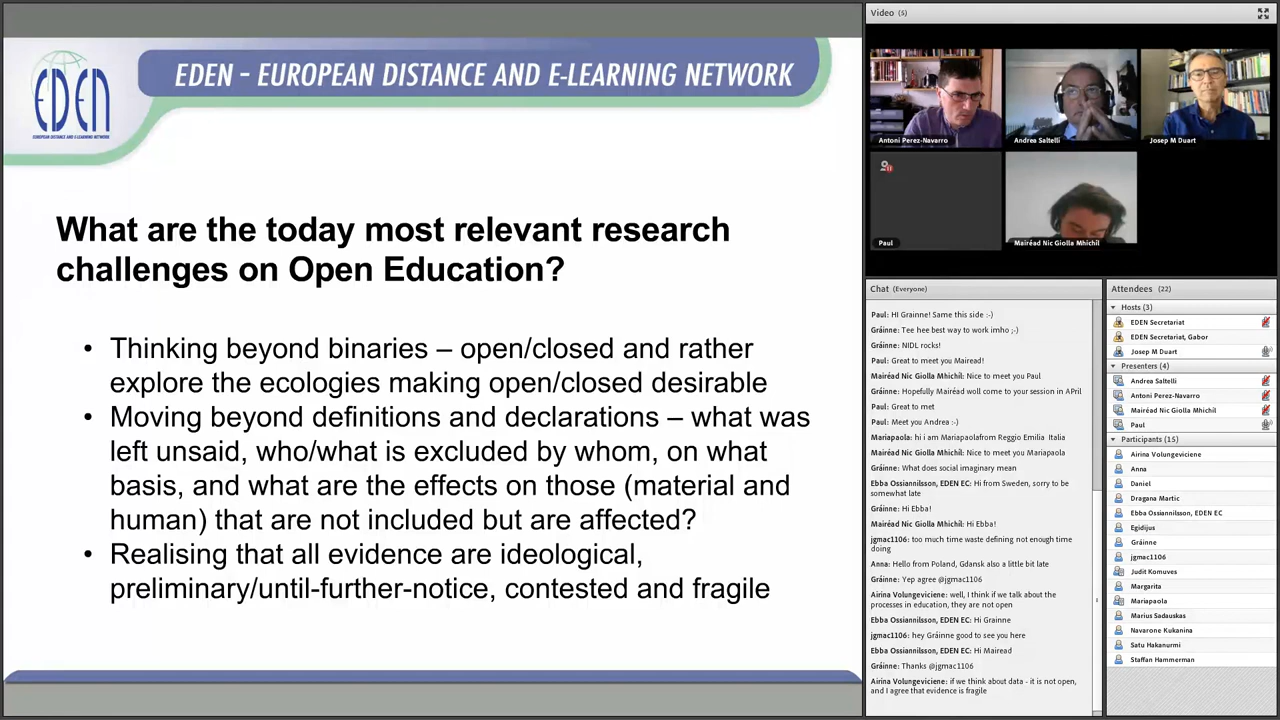 EDEN
EUROPEAN DISTANCE AND E-LEARNING NETWORK
EDEN – EUROPEAN DISTANCE AND E-LEARNING NETWORK
What are the today most relevant research
challenges on Open Education?
• Thinking beyond binaries – open/closed and rather
explore the ecologies making open/closed desirable
• Moving beyond definitions and declarations – what was
left unsaid, who/what is excluded by whom, on what
basis, and what are the effects on those (material and
human) that are not included but are affected?
• Realising that all evidence are ideological,
preliminary/until-further-notice, contested and fragile
Video (5)
Antoni Perez-Navarro
Andrea Saltelli
Josep M Duart
Paul
Mairéad Nic Giolla Mhichíl
Chat (Everyone)
Paul: HI Grainne! Same this side :-)
Gráinne: Tee hee best way to work imho ;-)
Gráinne: NIDL rocks!
Paul: Great to meet you Mairead!
Mairéad Nic Giolla Mhichíl: Nice to meet you Paul
Gráinne: Hopefully Mairéad woll come to your session in APril
Paul: Great to met
Paul: Meet you Andrea :-)
Mariapaola: hi i am Mariapaolafrom Reggio Emilia Italia
Mairéad Nic Giolla Mhichíl: Nice to meet you Mariapola
Gráinne: What does social imaginary mean
Ebba Ossiannilsson, EDEN EC: Hi from Sweden, sorry to be
somewhat late
Gráinne: Hi Ebba!
Mairéad Nic Giolla Mhichíl: Hi Ebba!
jgmac1106: too much time waste defining not enough time
doing
Anna: Hello from Poland, Gdansk also a little bit late
Gráinne: Yep agree @jgmac1106
Airina Volungeviciene: well, I think if we talk about the
processes in education, they are not open
Ebba Ossiannilsson, EDEN EC: Hi Grainne
jgmac1106: hey Gráinne good to see you here
Ebba Ossiannilsson, EDEN EC: Hi Mairead
Gráinne: Thanks @jgmac1106
Airina Volungeviciene: if we think about data - it is not open,
and I agree that evidence is fragile
Attendees (22)
Hosts (3)
EDEN Secretariat
EDEN Secretariat, Gabor
Josep M Duart
Presenters (4)
Andrea Saltelli
Antoni Perez-Navarro
Mairéad Nic Giolla Mhichíl
Paul
Participants (15)
Airina Volungeviciene
Anna
Daniel
Dragana Martic
Ebba Ossiannilsson, EDEN EC
Egidijus
Gráinne
jgmac1106
Judit Komuves
Margarita
Mariapaola
Marius Sadauskas
Navarone Kukanina
Satu Hakanurmi
Staffan Hammerman